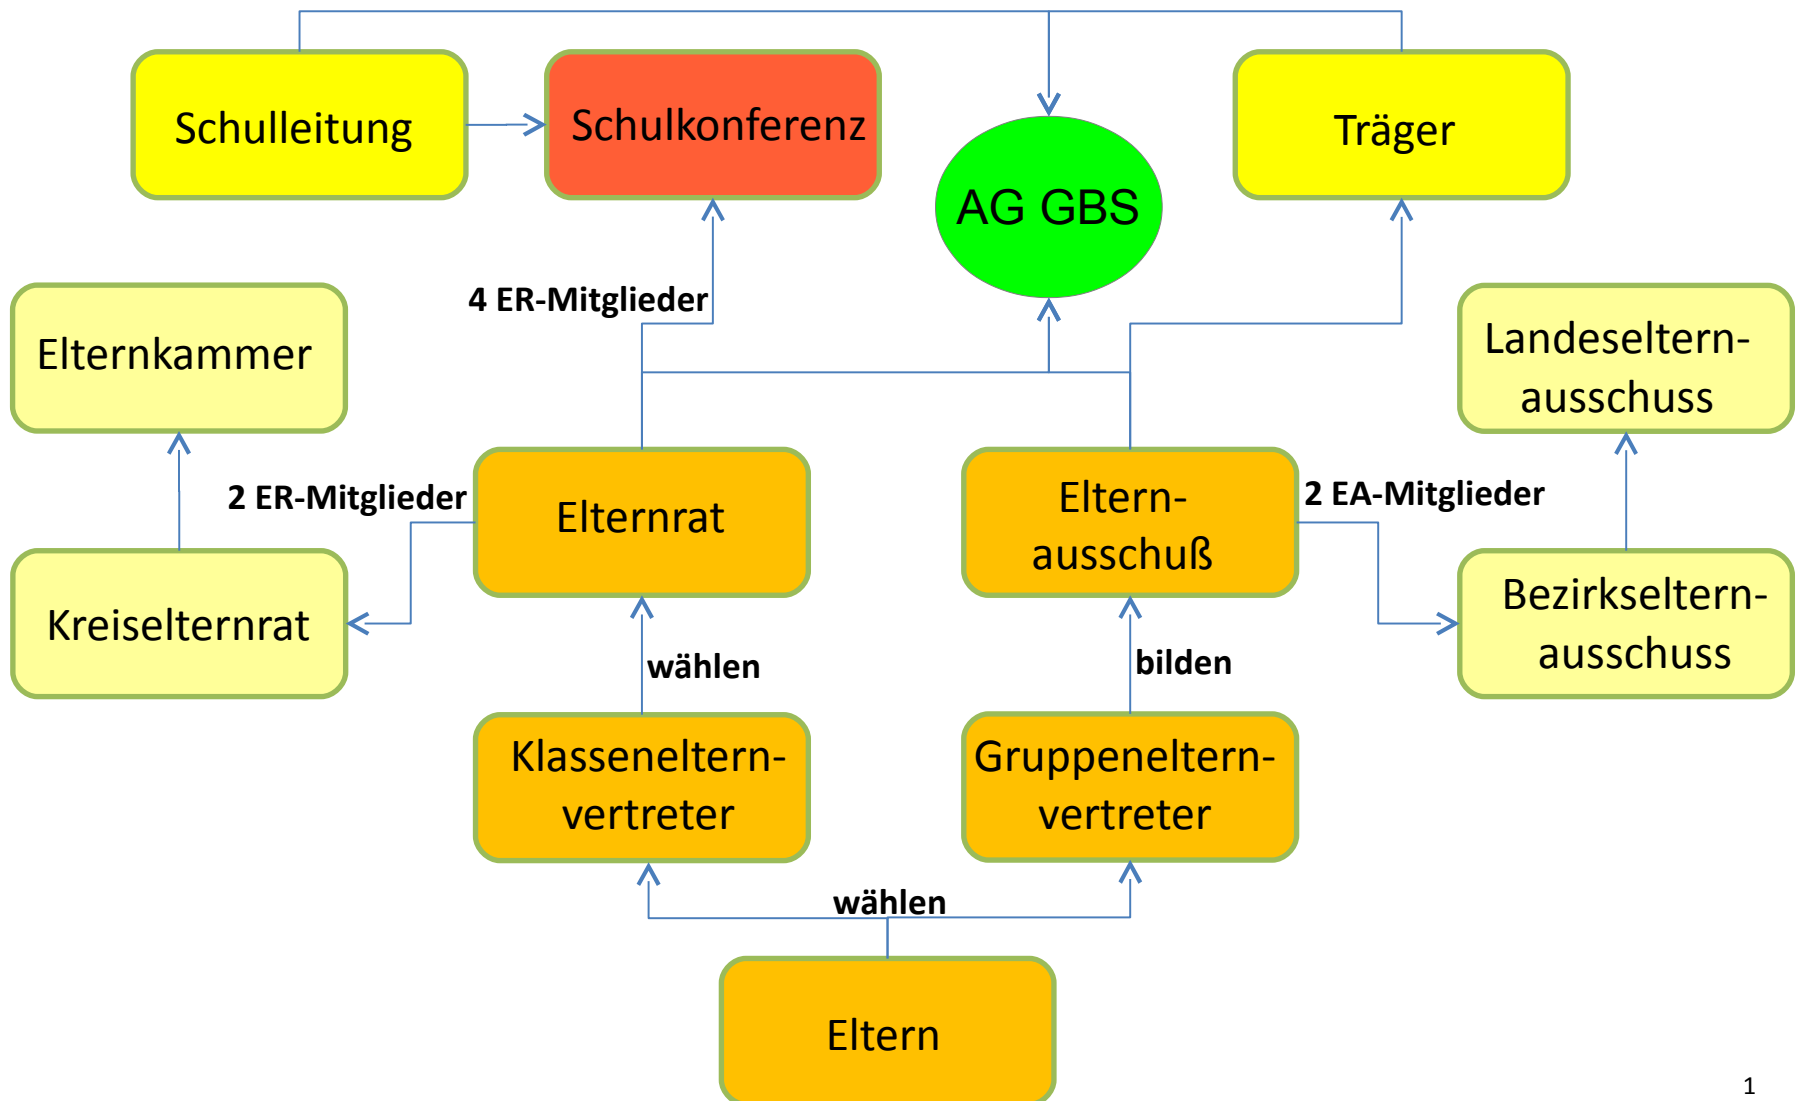 Schulleitung
Schulkonferenz
Träger
AG GBS
4 ER-Mitglieder
Elternkammer
Landeseltern-
ausschuss
2 ER-Mitglieder
Elternrat
Eltern-
ausschuß
2 EA-Mitglieder
Kreiselternrat
Bezirkseltern-
ausschuss
wählen
bilden
Klasseneltern-
vertreter
Gruppeneltern-
vertreter
wählen
Eltern
1